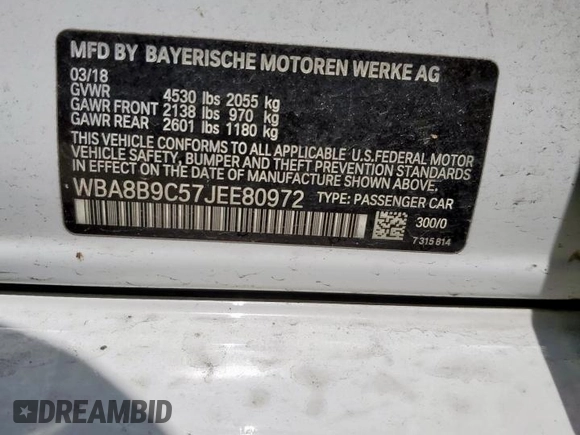 MFD BY BAYERISCHE MOTOREN WERKE AG
03/18
GVWR 4530 lbs 2055 kg
GAWR FRONT 2138 lbs 970 kg
GAWR REAR 2601 lbs 1180 kg
THIS VEHICLE CONFORMS TO ALL APPLICABLE U.S.FEDERAL MOTOR
VEHICLE SAFETY, BUMPER AND THEFT PREVENTION STANDARDS
IN EFFECT ON THE DATE OF MANUFACTURE SHOWN ABOVE.
WBA8B9C57JEE80972 TYPE: PASSENGER CAR
300/0
7 315 814
DREAMBID